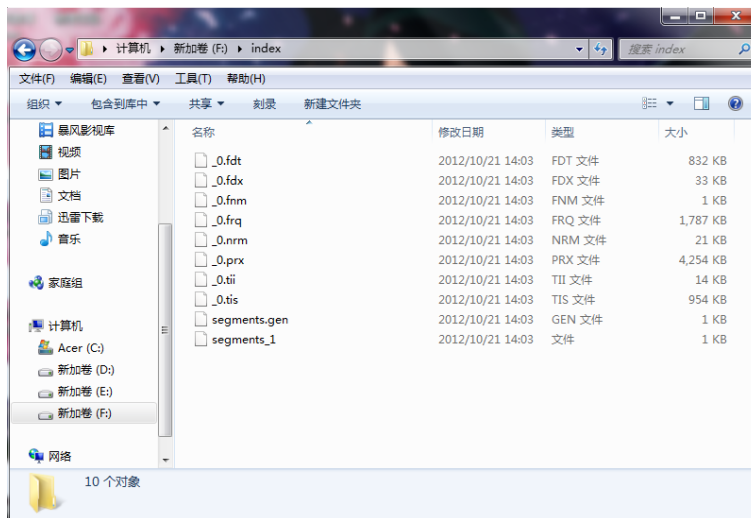 计算机 新加卷 (F:) index 搜索 index
文件(F) 编辑(E) 查看(V) 工具(T) 帮助(H)
组织 包含到库中 共享 刻录 新建文件夹
暴风影视库
视频
图片
文档
迅雷下载
音乐
家庭组
计算机
Acer (C:)
新加卷 (D:)
新加卷 (E:)
新加卷 (F:)
网络
名称 修改日期 类型 大小
_0.fdt 2012/10/21 14:03 FDT 文件 832 KB
_0.fdx 2012/10/21 14:03 FDX 文件 33 KB
_0.fnm 2012/10/21 14:03 FNM 文件 1 KB
_0.frq 2012/10/21 14:03 FRQ 文件 1,787 KB
_0.nrm 2012/10/21 14:03 NRM 文件 21 KB
_0.prx 2012/10/21 14:03 PRX 文件 4,254 KB
_0.tii 2012/10/21 14:03 TII 文件 14 KB
_0.tis 2012/10/21 14:03 TIS 文件 954 KB
segments.gen 2012/10/21 14:03 GEN 文件 1 KB
segments_1 2012/10/21 14:03 文件 1 KB
10 个对象